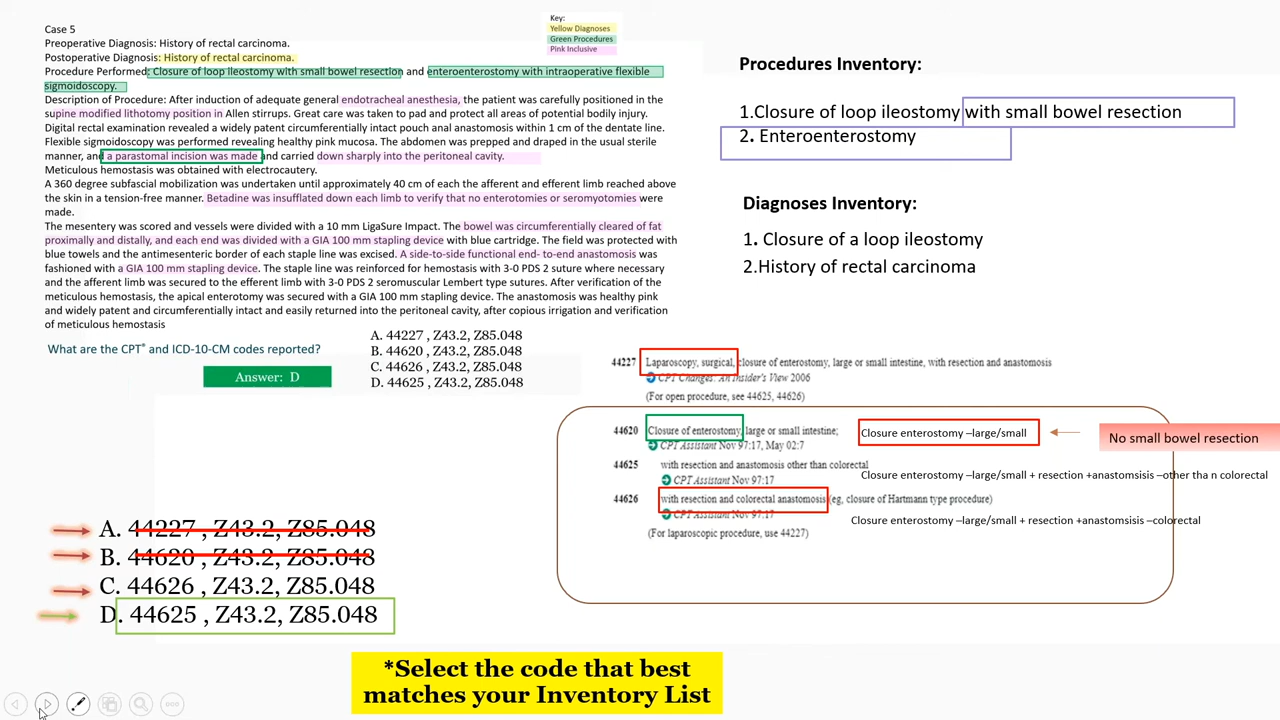 Case 5
Preoperative Diagnosis: History of rectal carcinoma.
Postoperative Diagnosis: History of rectal carcinoma.
Procedure Performed: Closure of loop ileostomy with small bowel resection and enteroenterostomy with intraoperative flexible
sigmoidoscopy.
Description of Procedure: After induction of adequate general endotracheal anesthesia, the patient was carefully positioned in the
supine modified lithotomy position in Allen stirrups. Great care was taken to pad and protect all areas of potential bodily injury.
Digital rectal examination revealed a widely patent circumferentially intact pouch anal anastomosis within 1 cm of the dentate line.
Flexible sigmoidoscopy was performed revealing healthy pink mucosa. The abdomen was prepped and draped in the usual sterile
manner, and a parastomal incision was made and carried down sharply into the peritoneal cavity.
Meticulous hemostasis was obtained with electrocautery.
A 360 degree subfascial mobilization was undertaken until approximately 40 cm of each the afferent and efferent limb reached above
the skin in a tension-free manner. Betadine was insufflated down each limb to verify that no enterotomies or seromyotomies were
made.
The mesentery was scored and vessels were divided with a 10 mm LigaSure Impact. The bowel was circumferentially cleared of fat
proximally and distally, and each end was divided with a GIA 100 mm stapling device with blue cartridge. The field was protected with
blue towels and the antimesenteric border of each staple line was excised. A side-to-side functional end- to-end anastomosis was
fashioned with a GIA 100 mm stapling device. The staple line was reinforced for hemostasis with 3-0 PDS 2 suture where necessary
and the afferent limb was secured to the efferent limb with 3-0 PDS 2 seromuscular Lembert type sutures. After verification of the
meticulous hemostasis, the apical enterotomy was secured with a GIA 100 mm stapling device. The anastomosis was healthy pink
and widely patent and circumferentially intact and easily returned into the peritoneal cavity, after copious irrigation and verification
of meticulous hemostasis
What are the CPT® and ICD-10-CM codes reported?
Answer: D
A. 44227 , Z43.2, Z85.048
B. 44620 , Z43.2, Z85.048
C. 44626 , Z43.2, Z85.048
D. 44625 , Z43.2, Z85.048
Key:
Yellow Diagnoses
Green Procedures
Pink Inclusive
Procedures Inventory:
1.Closure of loop ileostomy with small bowel resection
2. Enteroenterostomy
Diagnoses Inventory:
1. Closure of a loop ileostomy
2.History of rectal carcinoma
44227 Laparoscopy, surgical, closure of enterostomy, large or small intestine, with resection and anastomosis
CPT Changes: An Insider's View 2006
(For open procedure, see 44625, 44626)
44620 Closure of enterostomy, large or small intestine;
CPT Assistant Nov 97:17, May 02:7
44625 with resection and anastomosis other than colorectal
CPT Assistant Nov 97:17
44626 with resection and colorectal anastomosis (eg, closure of Hartmann type procedure)
CPT Assistant Nov 97:17
(For laparoscopic procedure, use 44227)
Closure enterostomy –large/small
No small bowel resection
Closure enterostomy –large/small + resection +anastomsisis –other tha n colorectal
Closure enterostomy –large/small + resection +anastmsisis –colorectal
A. 44227 , Z43.2, Z85.048
B. 44620 , Z43.2, Z85.048
C. 44626 , Z43.2, Z85.048
D. 44625 , Z43.2, Z85.048
*Select the code that best
matches your Inventory List